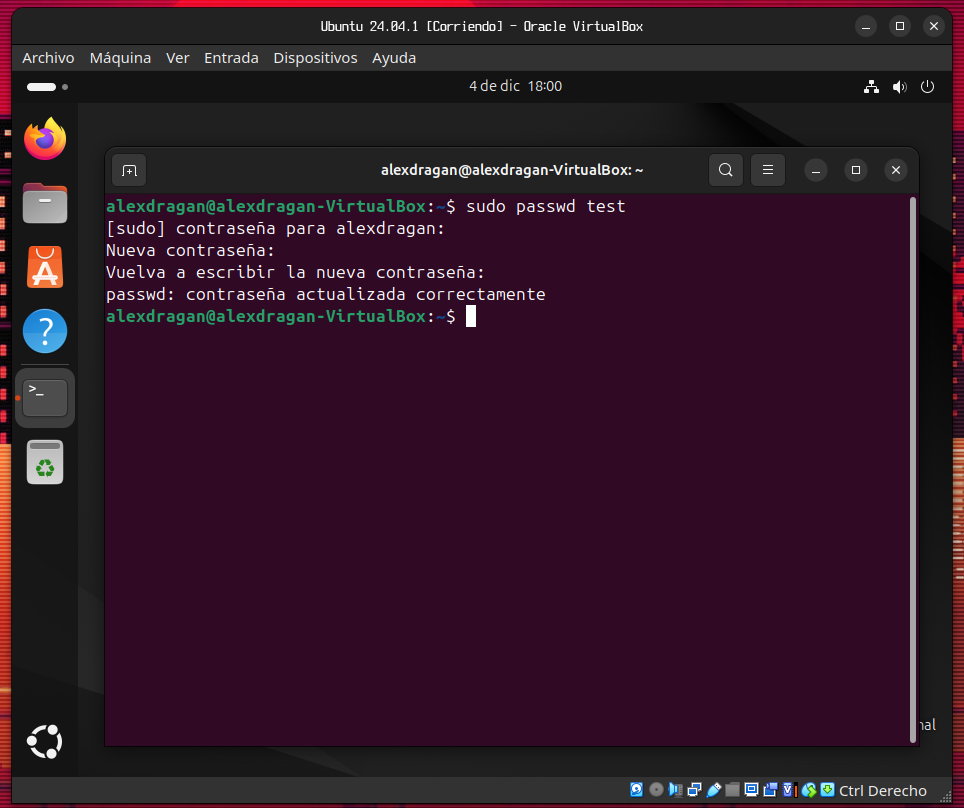 Ubuntu 24.04.1 [Corriendo] - Oracle VirtualBox
Archivo Máquina Ver Entrada Dispositivos Ayuda
4 de dic 18:00
alexdragan@alexdragan-VirtualBox: ~
alexdragan@alexdragan-VirtualBox:~$ sudo passwd test
[sudo] contraseña para alexdragan:
Nueva contraseña:
Vuelva a escribir la nueva contraseña:
passwd: contraseña actualizada correctamente
alexdragan@alexdragan-VirtualBox:~$
Ctrl Derecho